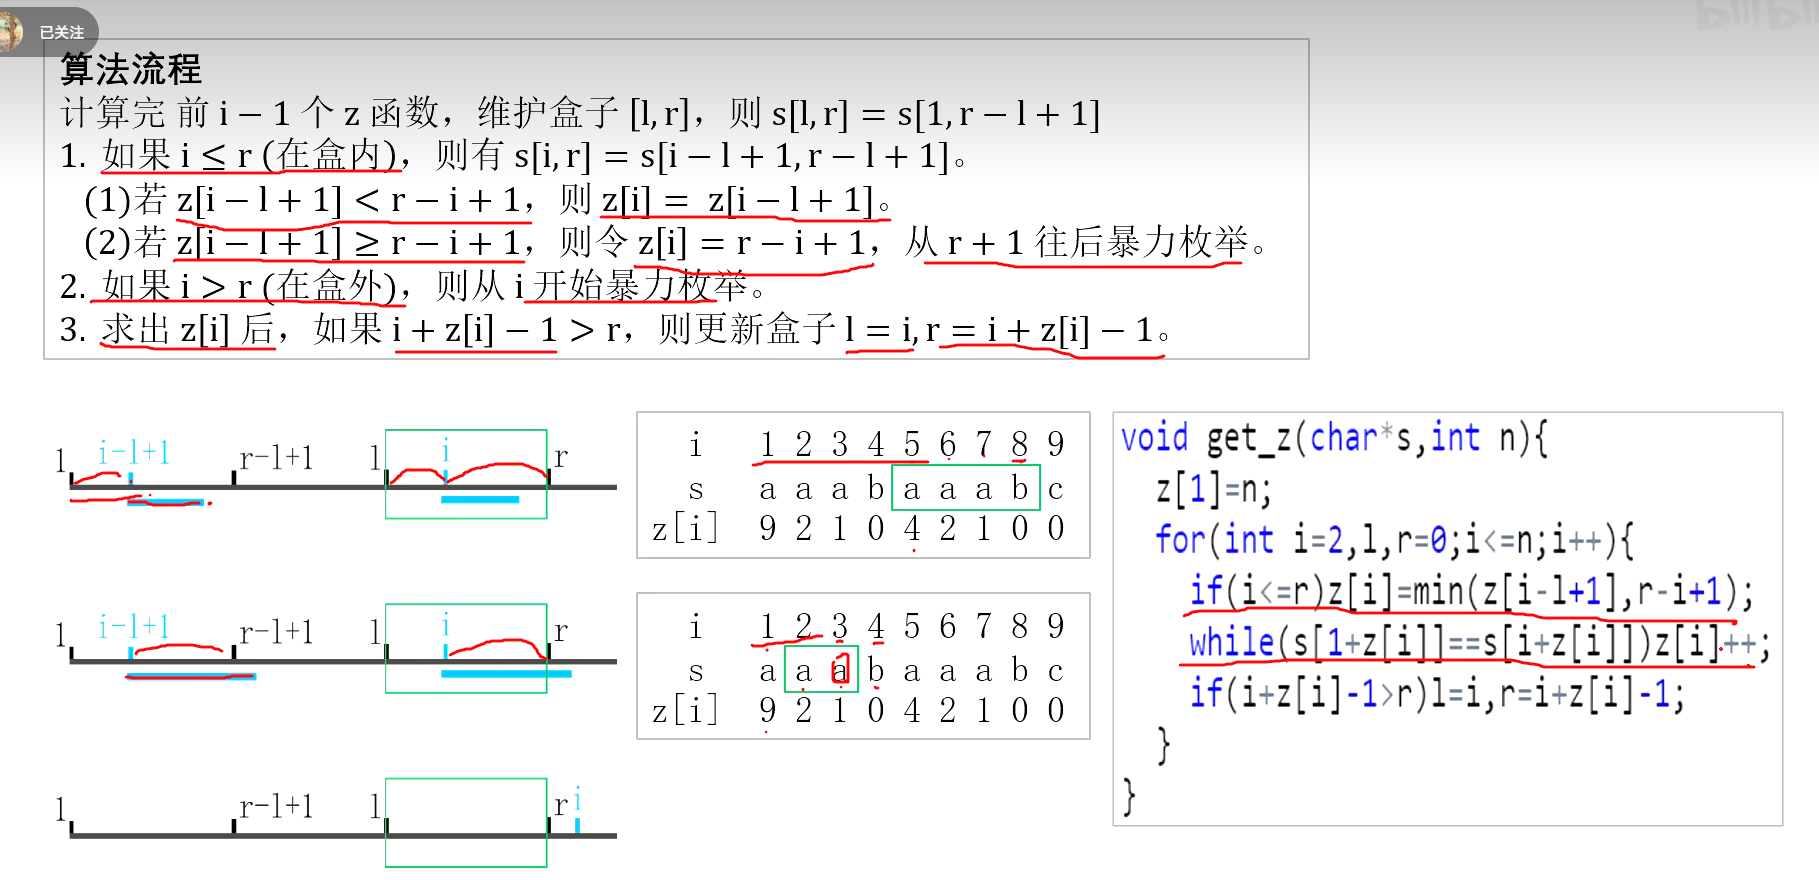 已关注
算法流程
计算完 前 i − 1 个 z 函数，维护盒子 [l, r]，则 s[l, r] = s[1, r − l + 1]
1. 如果 i ≤ r (在盒内)，则有 s[i, r] = s[i − l + 1, r − l + 1]。
(1)若 z[i − l + 1] < r − i + 1，则 z[i] = z[i − l + 1]。
(2)若 z[i − l + 1] ≥ r − i + 1，则令 z[i] = r − i + 1，从 r + 1 往后暴力枚举。
2. 如果 i > r (在盒外)，则从 i 开始暴力枚举。
3. 求出 z[i] 后，如果 i + z[i] − 1 > r，则更新盒子 l = i, r = i + z[i] − 1。
1 i-l+1 r-l+1 l i r
1 i-l+1 r-l+1 l i r
1 r-l+1 l r i
i 1 2 3 4 5 6 7 8 9
s a a a b a a a b c
z[i] 9 2 1 0 4 2 1 0 0
i 1 2 3 4 5 6 7 8 9
s a a a b a a a b c
z[i] 9 2 1 0 4 2 1 0 0
void get_z(char*s,int n){
z[1]=n;
for(int i=2,l,r=0;i<=n;i++){
if(i<=r)z[i]=min(z[i-l+1],r-i+1);
while(s[1+z[i]]==s[i+z[i]])z[i]++;
if(i+z[i]-1>r)l=i,r=i+z[i]-1;
}
}